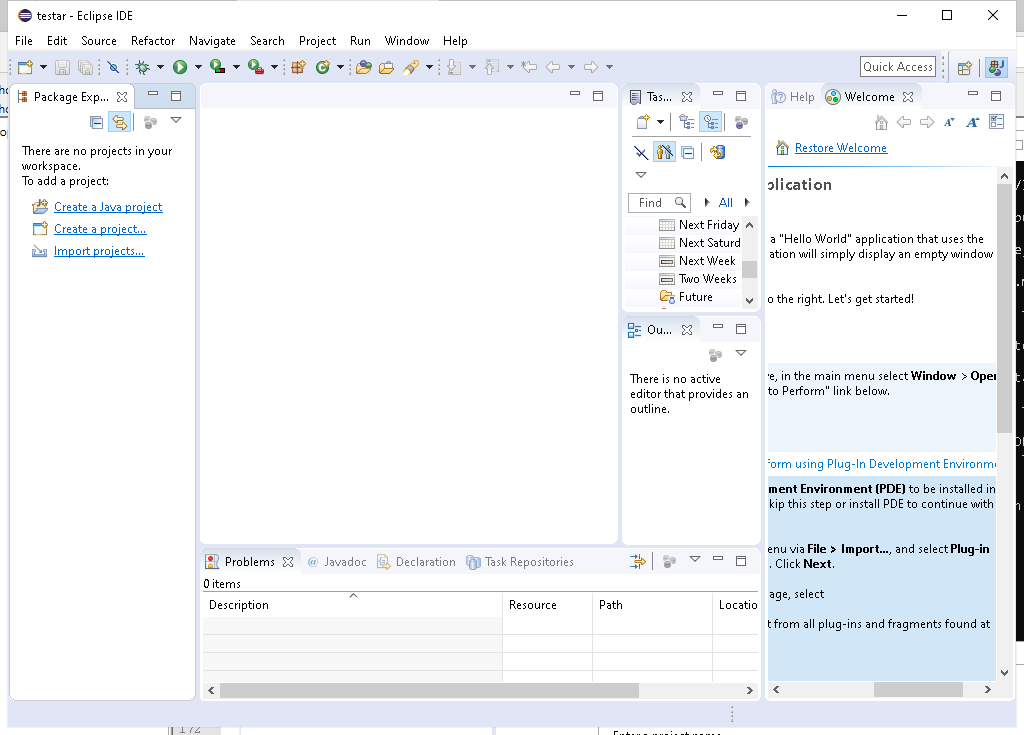 testar - Eclipse IDE
File Edit Source Refactor Navigate Search Project Run Window Help
Quick Access
Package Exp...
There are no projects in your
workspace.
To add a project:
Create a Java project
Create a project...
Import projects...
Tas...
Find
All
Next Friday
Next Saturd
Next Week
Two Weeks
Future
Ou...
There is no active
editor that provides an
outline.
Help Welcome
Restore Welcome
plication
a "Hello World" application that uses the
ation will simply display an empty window
o the right. Let's get started!
e, in the main menu select Window > Oper
to Perform" link below.
form using Plug-In Development Environme
ment Environment (PDE) to be installed in
kip this step or install PDE to continue with
enu via File > Import..., and select Plug-in
. Click Next.
age, select
t from all plug-ins and fragments found at
Problems @ Javadoc Declaration Task Repositories
0 items
Description Resource Path Locatio
172